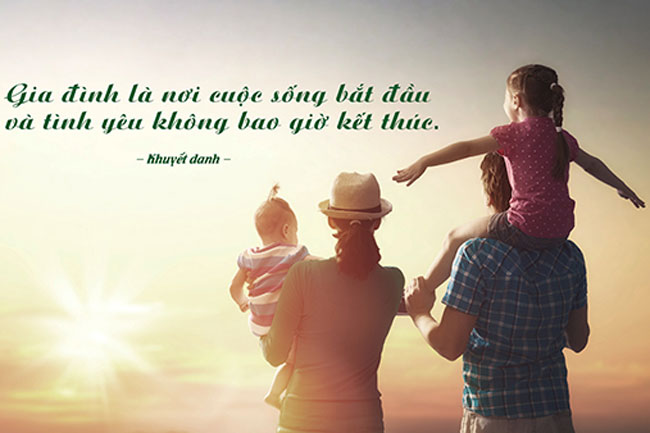 Gia đình là nơi cuộc sống bắt đầu
và tình yêu không bao giờ kết thúc.
– Khuyết danh –